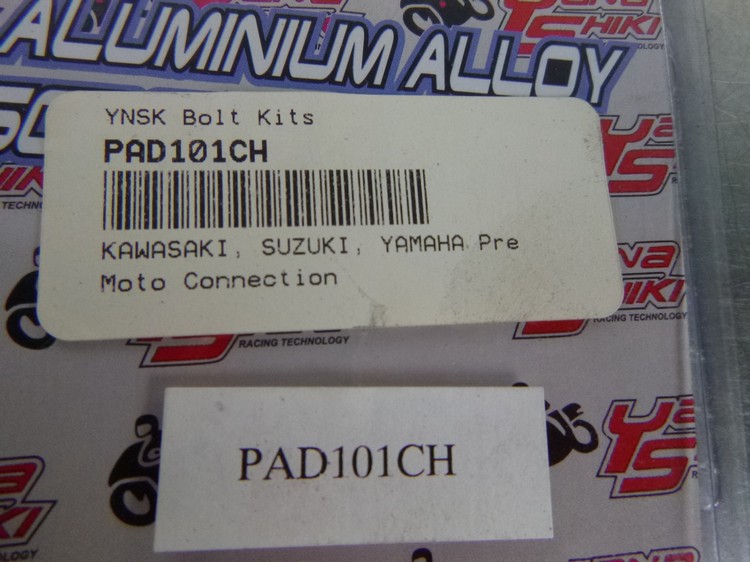 ALUMINIUM ALLOY
YNSK Bolt Kits
PAD101CH
KAWASAKI, SUZUKI, YAMAHA Pre
Moto Connection
RACING TECHNOLOGY
RACING TECHNOLOGY
PAD101CH